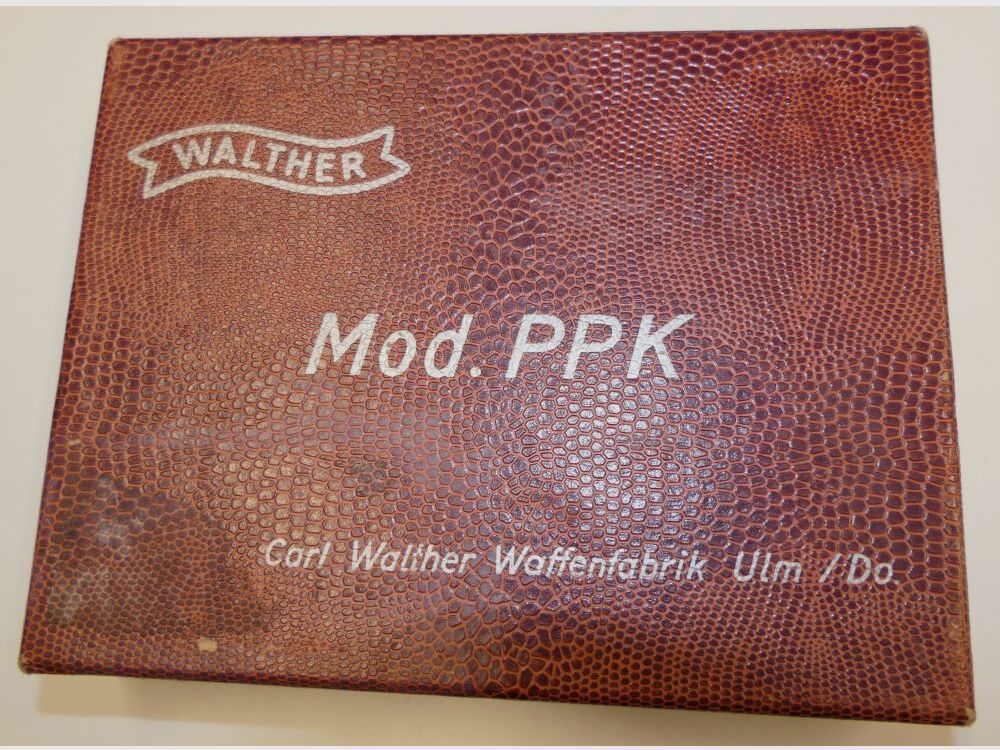 WALTHER
Mod. PPK
Carl Walther Waffenfabrik Ulm / Do.